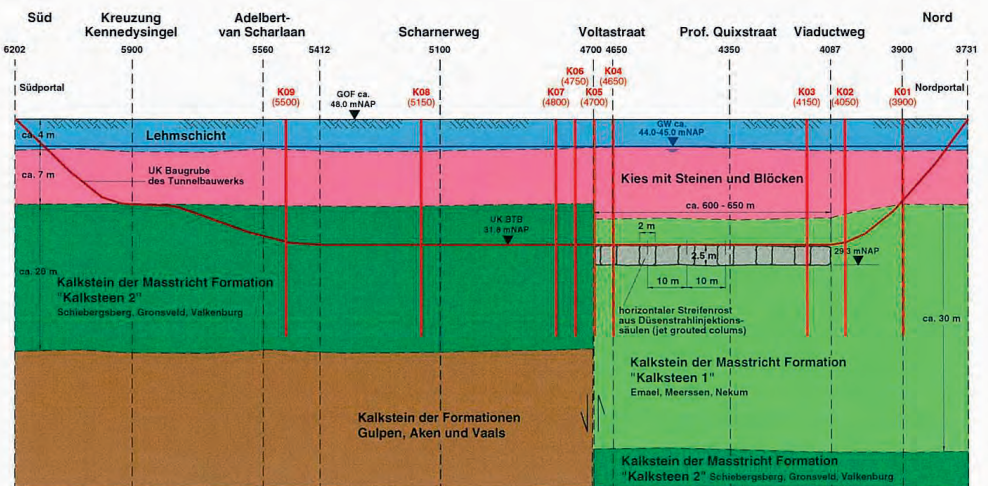 Süd
Kreuzung
Kennedysingel
Adelbert-
van Scharlaan
Scharnerweg
Voltastraat
Prof. Quixstraat
Viaductweg
Nord
6202
5900
5560
5412
5100
4700
4650
4350
4087
3900
3731
Südportal
Nordportal
K09
(5500)
K08
(5150)
K07
(4800)
K06
(4750)
K05
(4700)
K04
(4650)
K03
(4150)
K02
(4050)
K01
(3900)
GOF ca.
48.0 mNAP
GW ca.
44.0-45.0 mNAP
ca. 4 m
Lehmschicht
ca. 7 m
UK Baugrube
des Tunnelbauwerks
Kies mit Steinen und Blöcken
ca. 600 - 650 m
UK BTB
31.8 mNAP
2 m
2.5 m
29.3 mNAP
10 m
10 m
ca. 28 m
Kalkstein der Masstricht Formation
"Kalksteen 2"
Schiebergsberg, Gronsveld, Valkenburg
horizontaler Streifenrost
aus Düsenstrahlinjektions-
säulen (jet grouted colums)
ca. 30 m
Kalkstein der Masstricht Formation
"Kalksteen 1"
Emael, Meerssen, Nekum
Kalkstein der Formationen
Gulpen, Aken und Vaals
Kalkstein der Masstricht Formation
"Kalksteen 2" Schiebergsberg, Gronsveld, Valkenburg